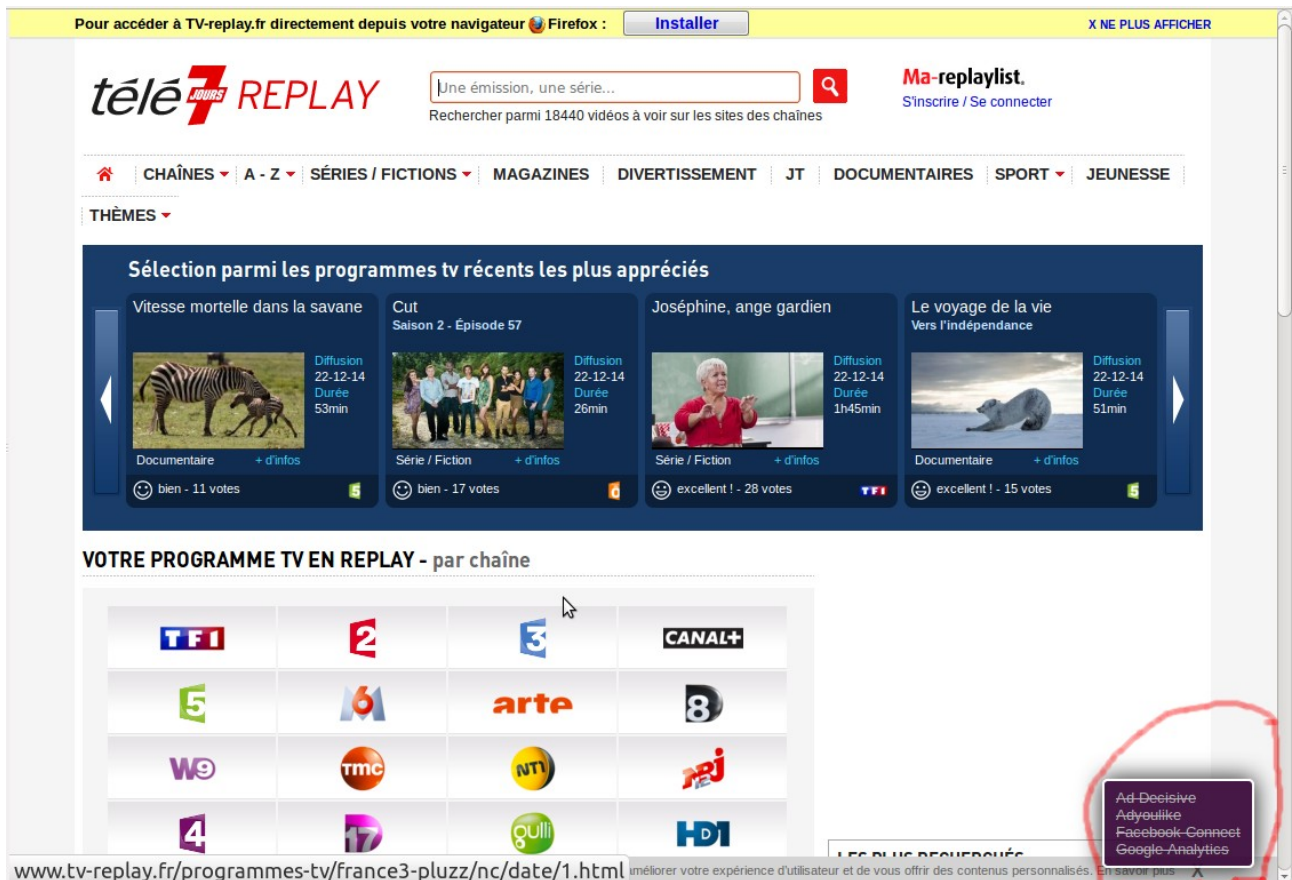 Pour accéder à TV-replay.fr directement depuis votre navigateur Firefox : Installer X NE PLUS AFFICHER
télé 7 JOURS REPLAY
Une émission, une série...
Rechercher parmi 18440 vidéos à voir sur les sites des chaînes
Ma-replaylist.
S'inscrire / Se connecter
CHAÎNES A - Z SÉRIES / FICTIONS MAGAZINES DIVERTISSEMENT JT DOCUMENTAIRES SPORT JEUNESSE
THÈMES
Sélection parmi les programmes tv récents les plus appréciés
Vitesse mortelle dans la savane
Diffusion
22-12-14
Durée
53min
Documentaire + d'infos
bien - 11 votes 5
Cut
Saison 2 - Épisode 57
Diffusion
22-12-14
Durée
26min
Série / Fiction + d'infos
bien - 17 votes ô
Joséphine, ange gardien
Diffusion
22-12-14
Durée
1h45min
Série / Fiction + d'infos
excellent ! - 28 votes TF1
Le voyage de la vie
Vers l'indépendance
Diffusion
22-12-14
Durée
51min
Documentaire + d'infos
excellent ! - 15 votes 5
VOTRE PROGRAMME TV EN REPLAY - par chaîne
TF1 2 3 CANAL+
5 M6 arte D8
W9 TMC NT1 NRJ12
4 17 gulli HD1
LES PLUS RECHERCHÉS
Ad Decisive
Adyoulike
Facebook Connect
Google Analytics
www.tv-replay.fr/programmes-tv/france3-pluzz/nc/date/1.html
améliorer votre expérience d'utilisateur et de vous offrir des contenus personnalisés. En savoir plus X